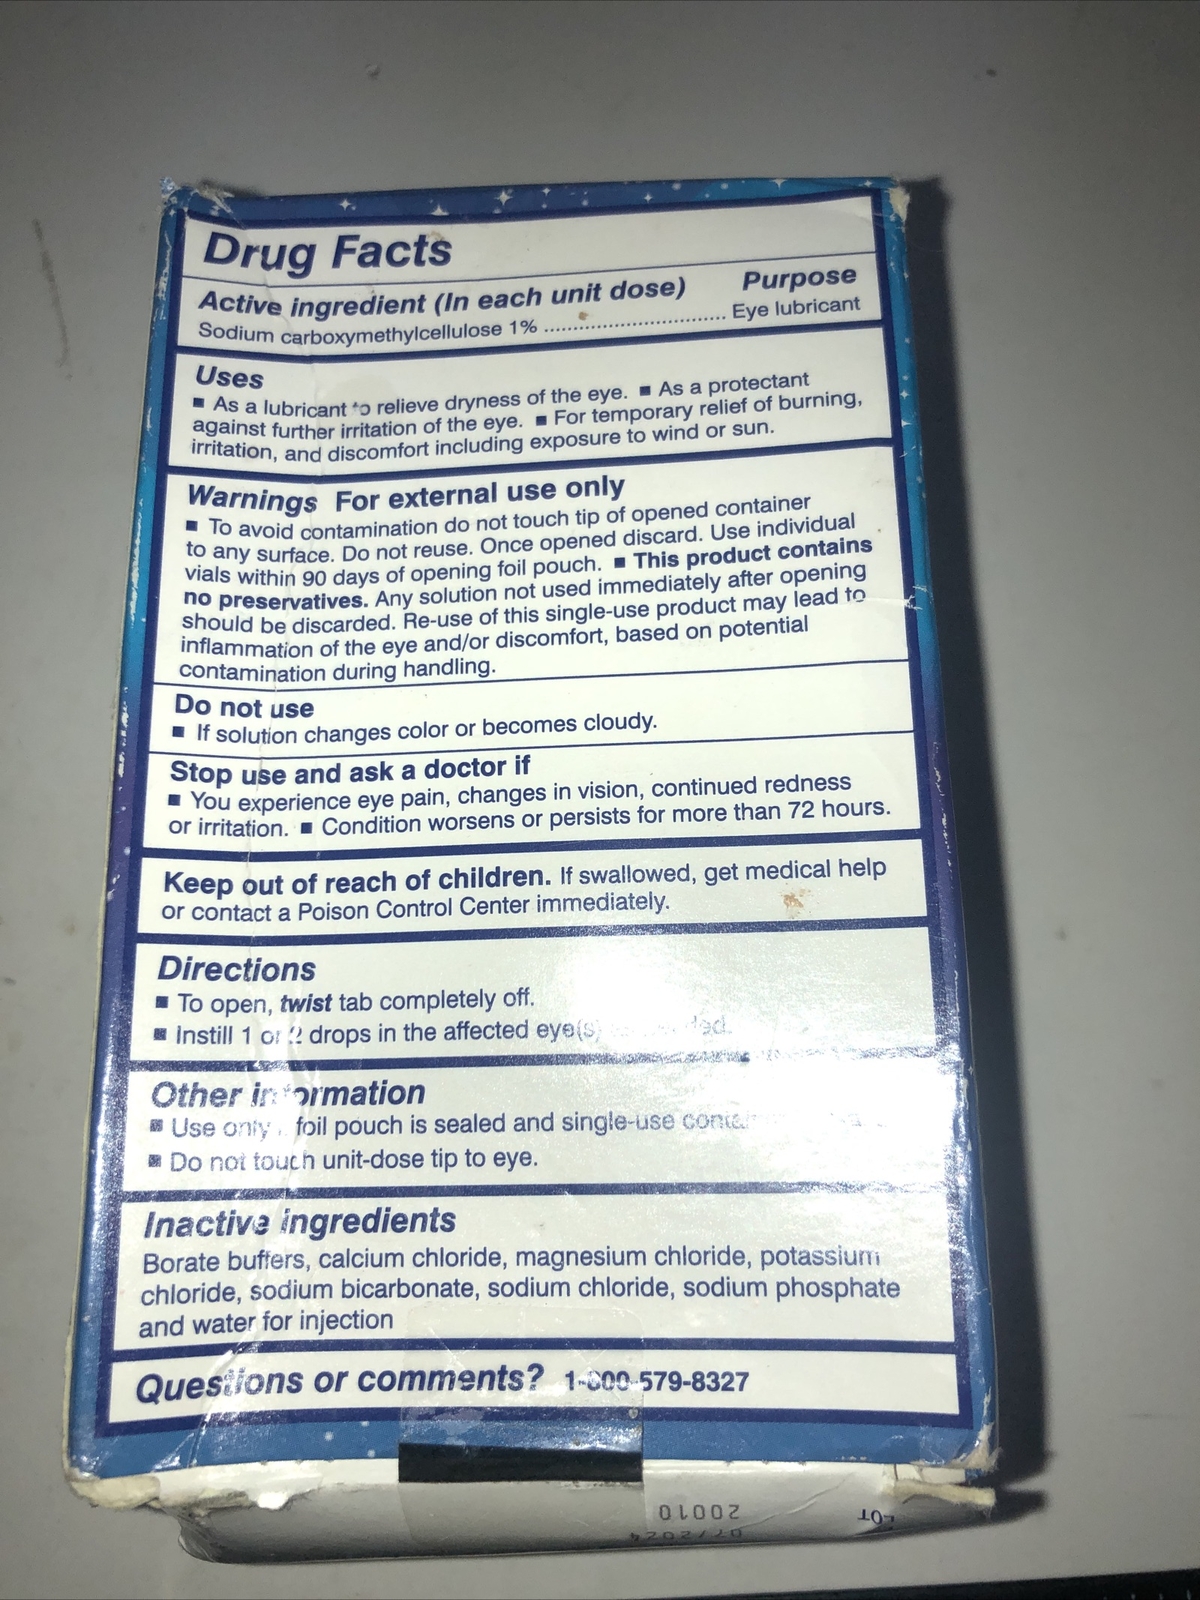 Drug Facts
Active ingredient (In each unit dose) Purpose
Sodium carboxymethylcellulose 1% .............................. Eye lubricant
Uses
▪ As a lubricant to relieve dryness of the eye. ▪ As a protectant
against further irritation of the eye. ▪ For temporary relief of burning,
irritation, and discomfort including exposure to wind or sun.
Warnings For external use only
▪ To avoid contamination do not touch tip of opened container
to any surface. Do not reuse. Once opened discard. Use individual
vials within 90 days of opening foil pouch. ▪ This product contains
no preservatives. Any solution not used immediately after opening
should be discarded. Re-use of this single-use product may lead to
inflammation of the eye and/or discomfort, based on potential
contamination during handling.
Do not use
▪ If solution changes color or becomes cloudy.
Stop use and ask a doctor if
▪ You experience eye pain, changes in vision, continued redness
or irritation. ▪ Condition worsens or persists for more than 72 hours.
Keep out of reach of children. If swallowed, get medical help
or contact a Poison Control Center immediately.
Directions
▪ To open, twist tab completely off.
▪ Instill 1 or 2 drops in the affected eye(s)
Other information
▪ Use only foil pouch is sealed and single-use
▪ Do not touch unit-dose tip to eye.
Inactive ingredients
Borate buffers, calcium chloride, magnesium chloride, potassium
chloride, sodium bicarbonate, sodium chloride, sodium phosphate
and water for injection
Questions or comments? 1-800-579-8327
LOT 20010
07/2024